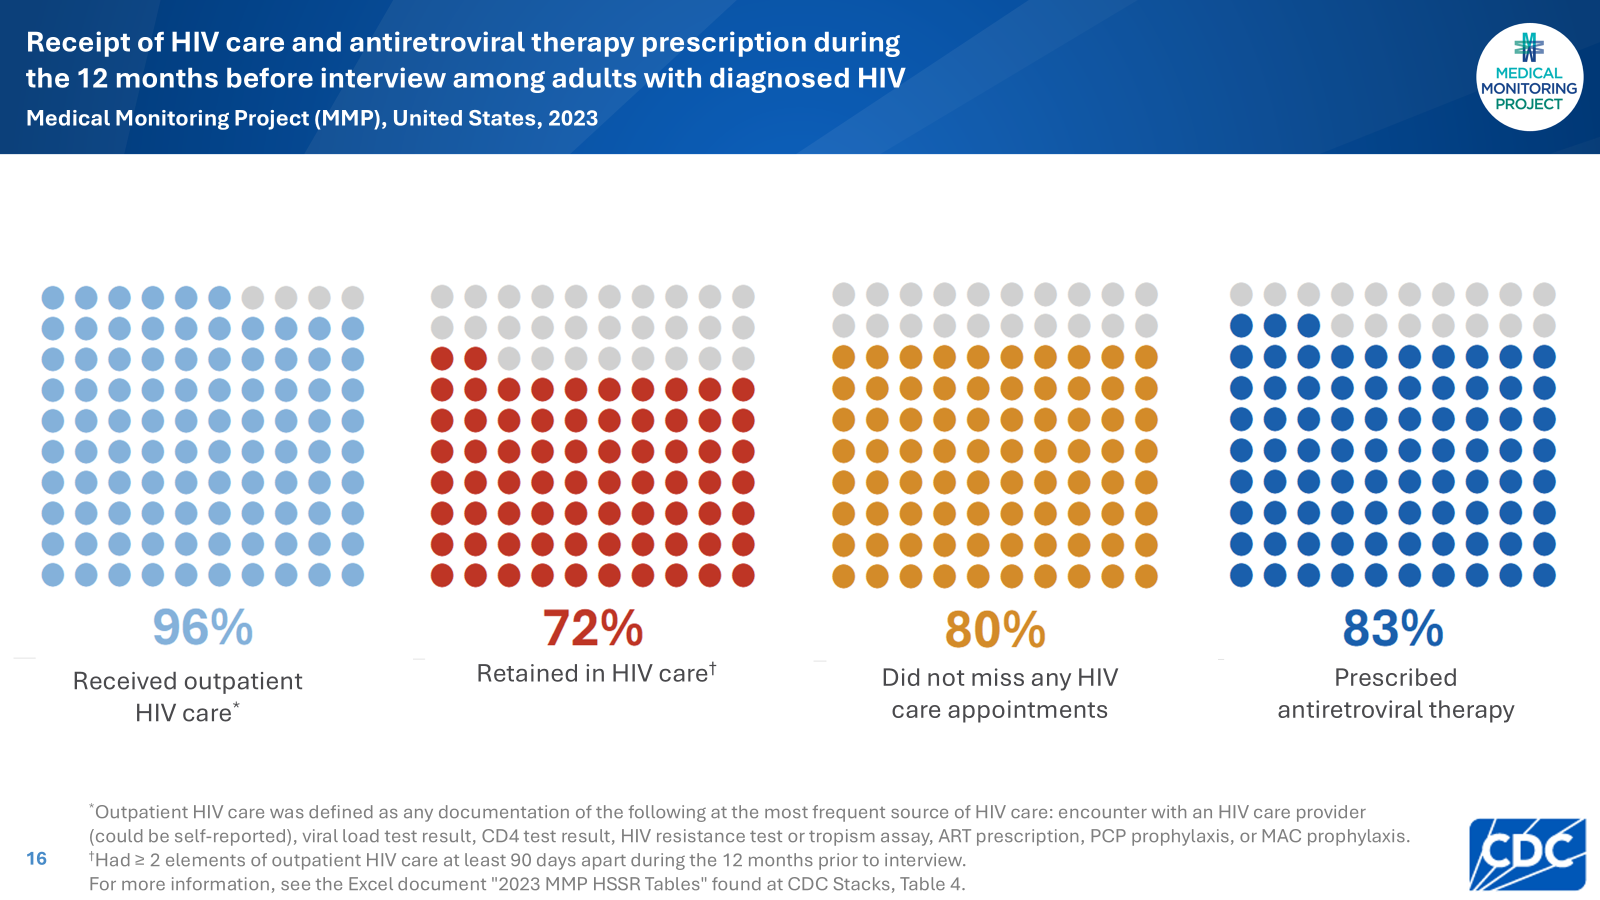 Receipt of HIV care and antiretroviral therapy prescription during
the 12 months before interview among adults with diagnosed HIV
Medical Monitoring Project (MMP), United States, 2023
MEDICAL
MONITORING
PROJECT
96%
Received outpatient
HIV care*
72%
Retained in HIV care†
80%
Did not miss any HIV
care appointments
83%
Prescribed
antiretroviral therapy
*Outpatient HIV care was defined as any documentation of the following at the most frequent source of HIV care: encounter with an HIV care provider
(could be self-reported), viral load test result, CD4 test result, HIV resistance test or tropism assay, ART prescription, PCP prophylaxis, or MAC prophylaxis.
†Had ≥ 2 elements of outpatient HIV care at least 90 days apart during the 12 months prior to interview.
For more information, see the Excel document "2023 MMP HSSR Tables" found at CDC Stacks, Table 4.
16
CDC